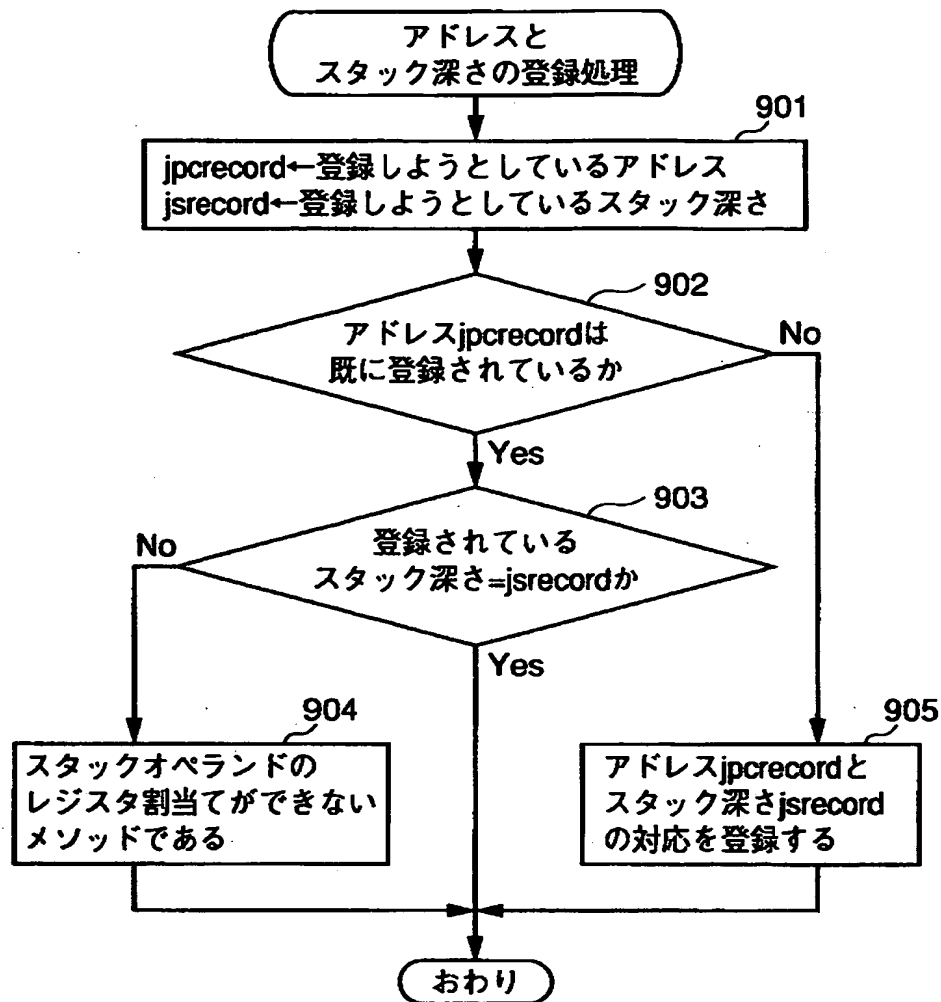 アドレスと
スタック深さの登録処理
901
jpcrecord←登録しようとしているアドレス
jsrecord←登録しようとしているスタック深さ
902
アドレスjpcrecordは
既に登録されているか
No
Yes
903
登録されている
スタック深さ=jsrecordか
No
Yes
904
スタックオペランドの
レジスタ割当てができない
メソッドである
905
アドレスjpcrecordと
スタック深さjsrecord
の対応を登録する
おわり